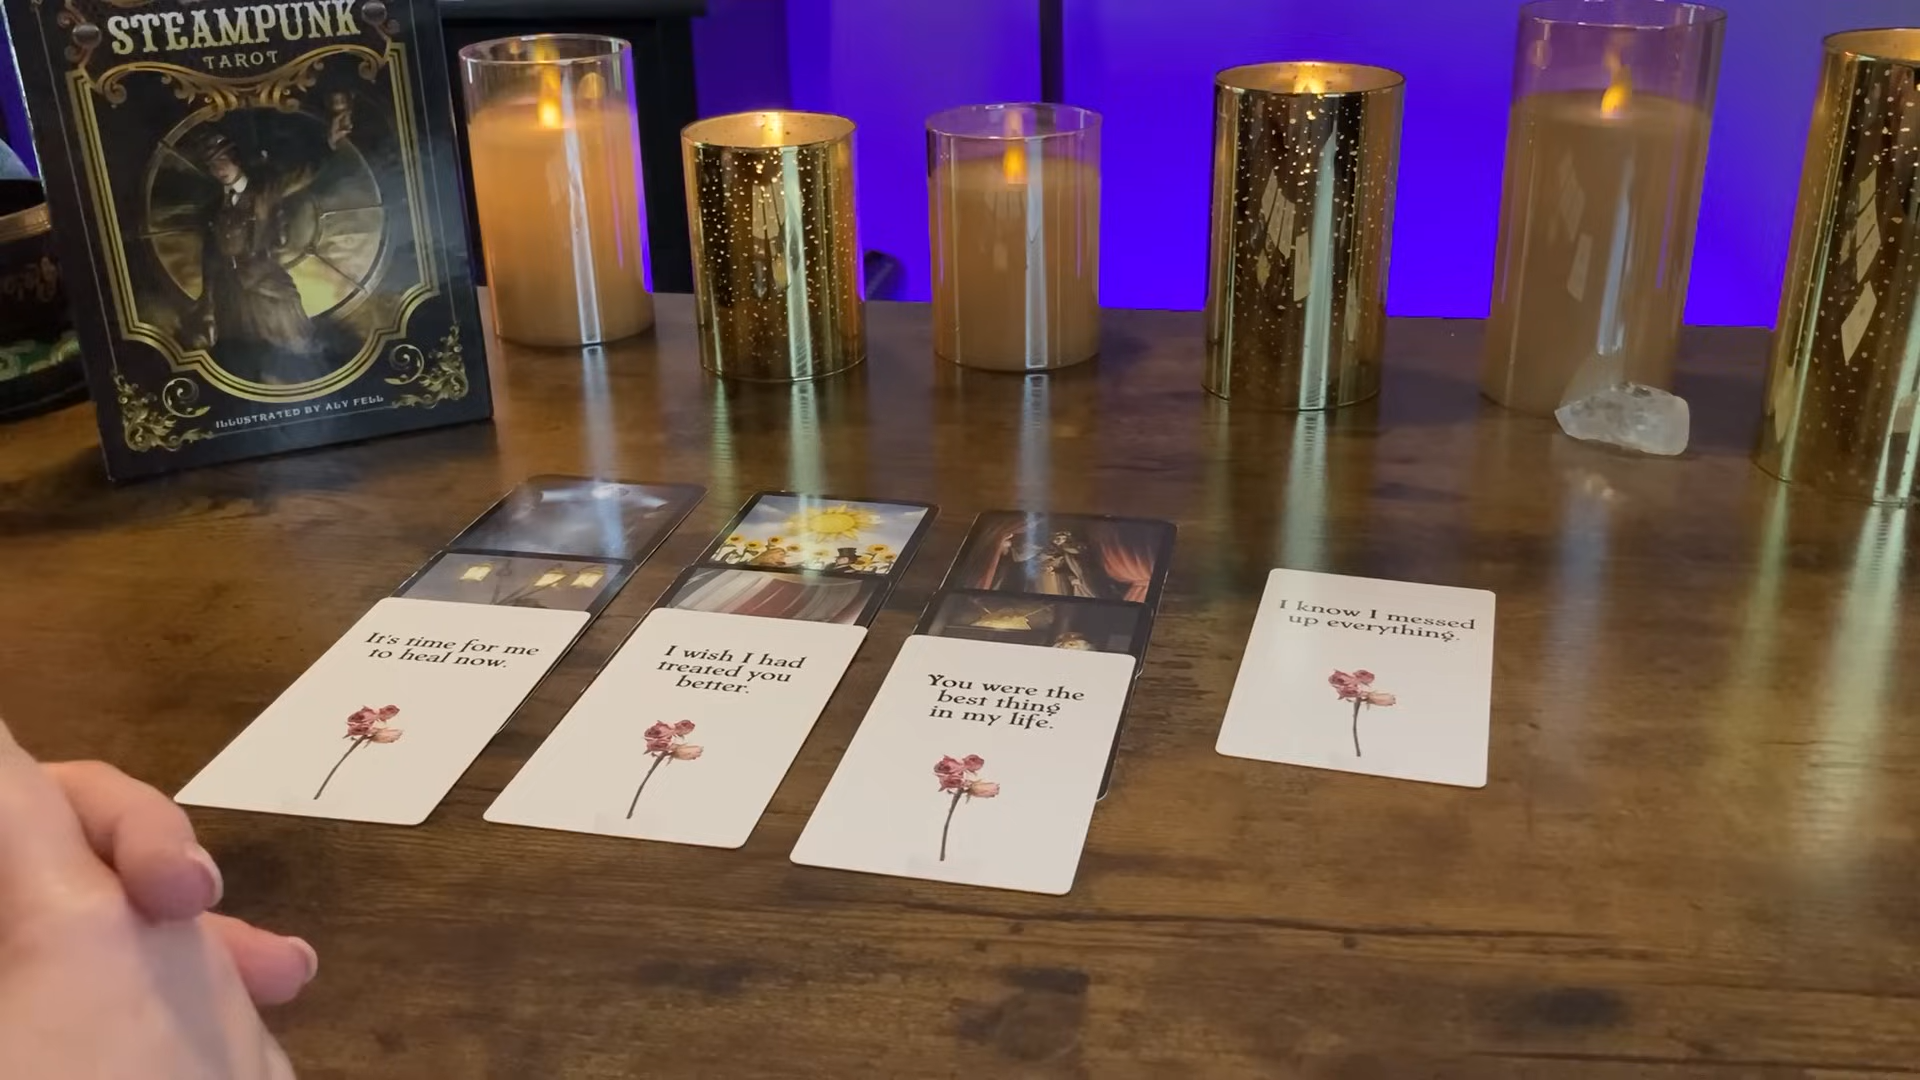 STEAMPUNK
TAROT
ILLUSTRATED BY ALY FELL
It's time for me
to heal now.
I wish I had
treated you
better.
You were the
best thing
in my life.
I know I messed
up everything.